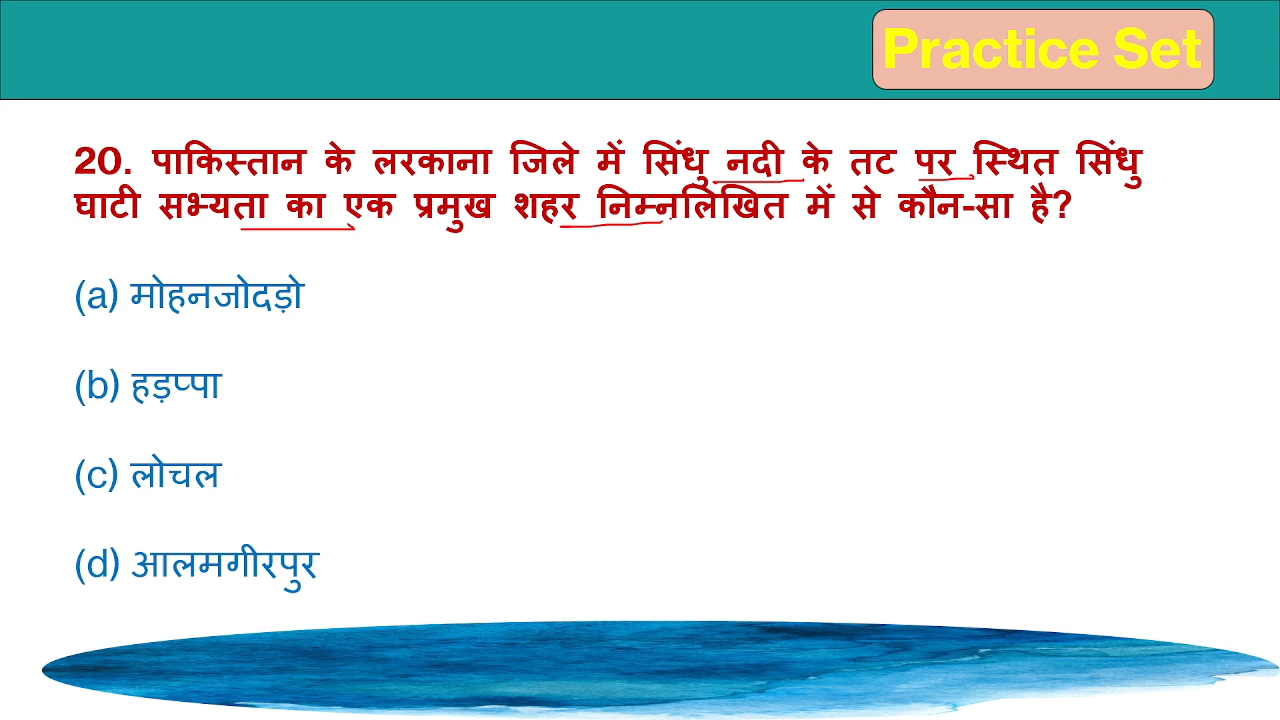 Practice Set
20. पाकिस्तान के लरकाना जिले में सिंधु नदी के तट पर स्थित सिंधु
घाटी सभ्यता का एक प्रमुख शहर निम्नलिखित में से कौन-सा है?
(a) मोहनजोदड़ो
(b) हड़प्पा
(c) लोचल
(d) आलमगीरपुर